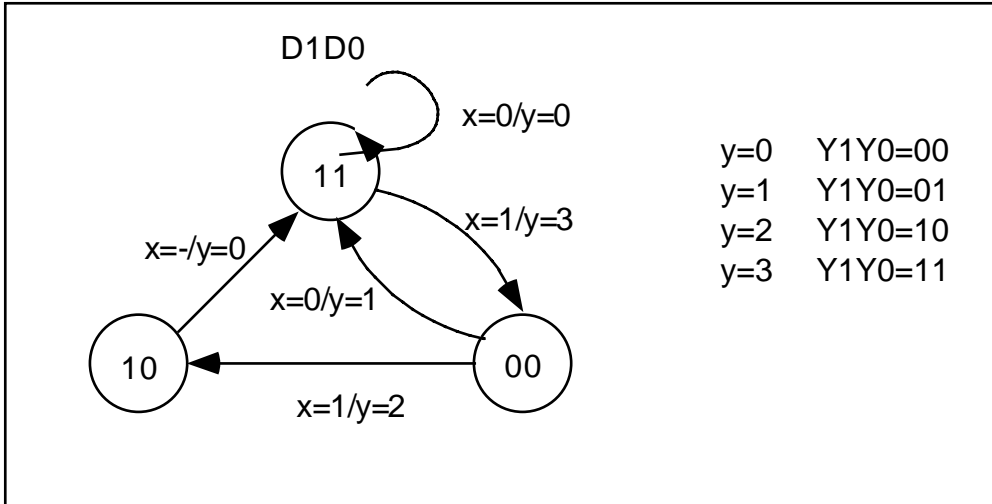 D1D0
x=0/y=0
11
x=1/y=3
x=-/y=0
x=0/y=1
10
00
x=1/y=2
y=0 Y1Y0=00
y=1 Y1Y0=01
y=2 Y1Y0=10
y=3 Y1Y0=11